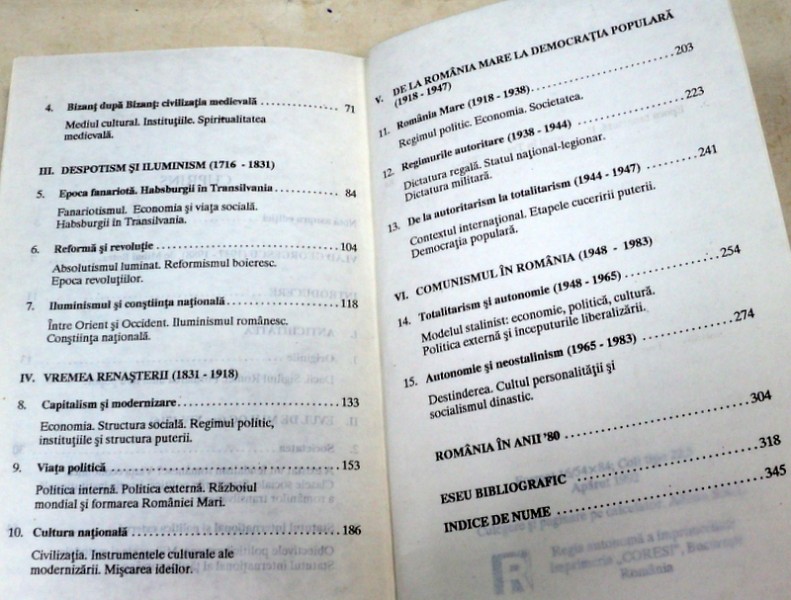 4. Bizanț după Bizanț: civilizația medievală .......................... 71
Mediul cultural. Instituțiile. Spiritualitatea
medievală.
III. DESPOTISM ȘI ILUMINISM (1716 - 1831)
5. Epoca fanariotă. Habsburgii în Transilvania .................... 84
Fanariotismul. Economia și viața socială.
Habsburgii în Transilvania.
6. Reformă și revoluție ........................................ 104
Absolutismul luminat. Reformismul boieresc.
Epoca revoluțiilor.
7. Iluminismul și conștiința națională ........................... 118
Între Orient și Occident. Iluminismul românesc.
Conștiința națională.
IV. VREMEA RENAȘTERII (1831 - 1918)
8. Capitalism și modernizare ................................. 133
Economia. Structura socială. Regimul politic,
instituțiile și structura puterii.
9. Viața politică ............................................. 153
Politica internă. Politica externă. Războiul
mondial și formarea României Mari.
10. Cultura națională ........................................ 186
Civilizația. Instrumentele culturale ale
modernizării. Mișcarea ideilor.
V. DE LA ROMÂNIA MARE LA DEMOCRAȚIA POPULARĂ
(1918 - 1947)
11. România Mare (1918 - 1938) ............................ 203
Regimul politic. Economia. Societatea.
12. Regimurile autoritare (1938 - 1944) ..................... 223
Dictatura regală. Statul național-legionar.
Dictatura militară.
13. De la autoritarism la totalitarism (1944 - 1947) ........... 241
Contextul internațional. Etapele cuceririi puterii.
Democrația populară.
VI. COMUNISMUL ÎN ROMÂNIA (1948 - 1983)
14. Totalitarism și autonomie (1948 - 1965) .................. 254
Modelul stalinist: economie, politică, cultură.
Politica externă și începuturile liberalizării.
15. Autonomie și neostalinism (1965 - 1983) ................. 274
Destinderea. Cultul personalității și
socialismul dinastic.
ROMÂNIA ÎN ANII '80 ................................ 304
ESEU BIBLIOGRAFIC ................................ 318
INDICE DE NUME .................................... 345
Regia autonomă a imprimeriilor
Imprimeria „CORESI”, București
România